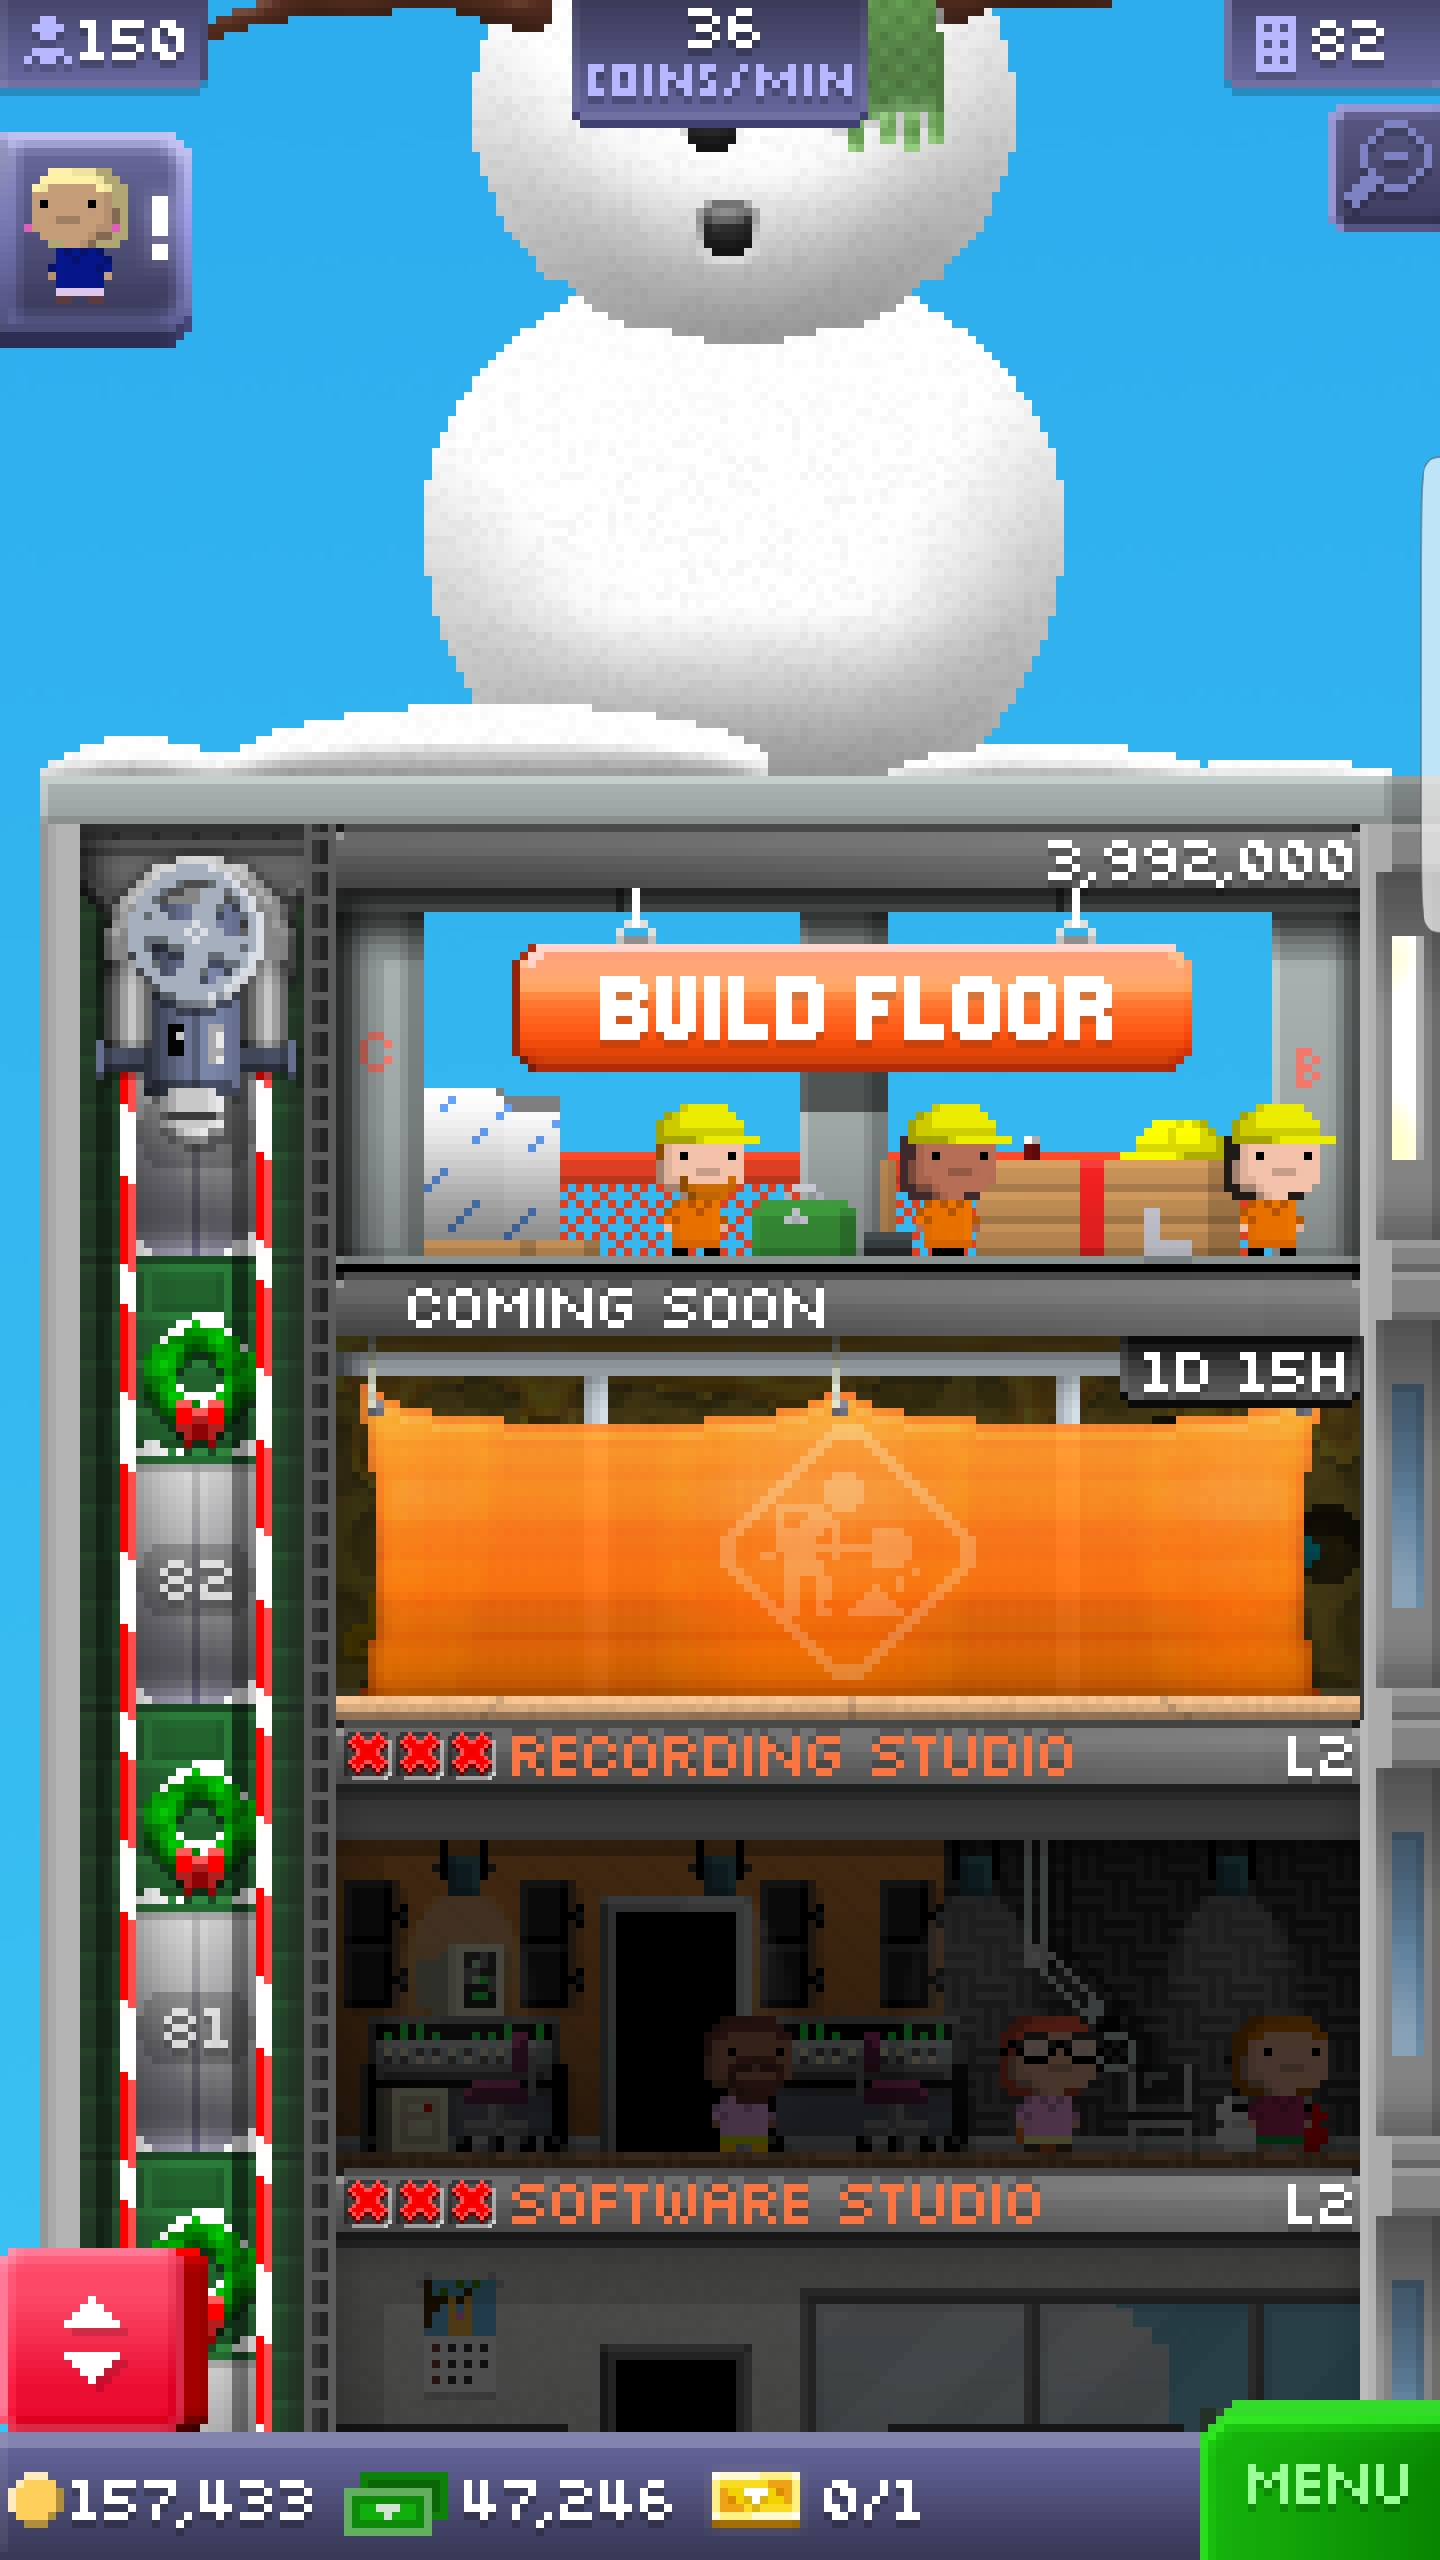 150
36
COINS/MIN
82
!
3,992,000
BUILD FLOOR
C
B
COMING SOON
1D 15H
82
RECORDING STUDIO L2
81
SOFTWARE STUDIO L2
157,433 47,246 0/1
MENU